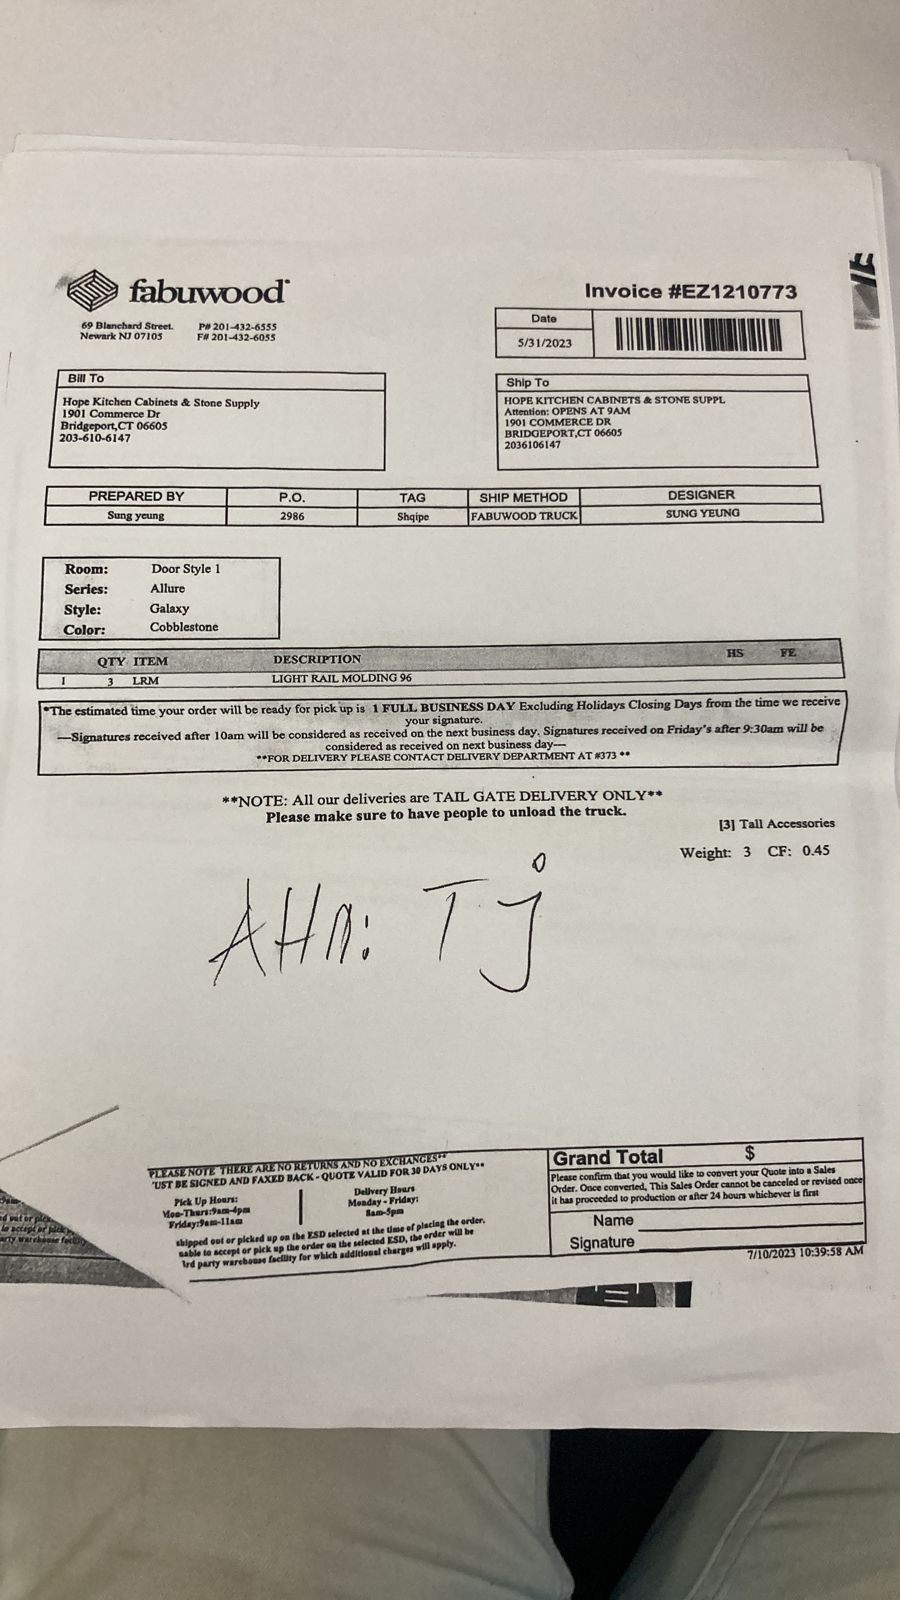 fabuwood
Invoice #EZ1210773
69 Blanchard Street. P# 201-432-6555
Newark NJ 07105 F# 201-432-6055
Date
5/31/2023
Bill To
Hope Kitchen Cabinets & Stone Supply
1901 Commerce Dr
Bridgeport,CT 06605
203-610-6147
Ship To
HOPE KITCHEN CABINETS & STONE SUPPL
Attention: OPENS AT 9AM
1901 COMMERCE DR
BRIDGEPORT,CT 06605
2036106147
PREPARED BY P.O. TAG SHIP METHOD DESIGNER
Sung yeung 2986 Shqipe FABUWOOD TRUCK SUNG YEUNG
Room: Door Style 1
Series: Allure
Style: Galaxy
Color: Cobblestone
QTY ITEM DESCRIPTION HS FE
1 3 LRM LIGHT RAIL MOLDING 96
*The estimated time your order will be ready for pick up is 1 FULL BUSINESS DAY Excluding Holidays Closing Days from the time we receive
your signature.
—Signatures received after 10am will be considered as received on the next business day. Signatures received on Friday's after 9:30am will be
considered as received on next business day—
**FOR DELIVERY PLEASE CONTACT DELIVERY DEPARTMENT AT #373 **
**NOTE: All our deliveries are TAIL GATE DELIVERY ONLY**
Please make sure to have people to unload the truck.
[3] Tall Accessories
Weight: 3 CF: 0.45
Attn: TJ
PLEASE NOTE THERE ARE NO RETURNS AND NO EXCHANGES**
'UST BE SIGNED AND FAXED BACK - QUOTE VALID FOR 30 DAYS ONLY**
Pick Up Hours:
Mon-Thurs:9am-4pm
Friday:9am-11am
Delivery Hours
Monday - Friday:
8am-5pm
shipped out or picked up on the ESD selected at the time of placing the order.
nable to accept or pick up the order on the selected ESD, the order will be
3rd party warehouse facility for which additional charges will apply.
Grand Total $
Please confirm that you would like to convert your Quote into a Sales
Order. Once converted, This Sales Order cannot be canceled or revised once
it has proceeded to production or after 24 hours whichever is first
Name
Signature
7/10/2023 10:39:58 AM